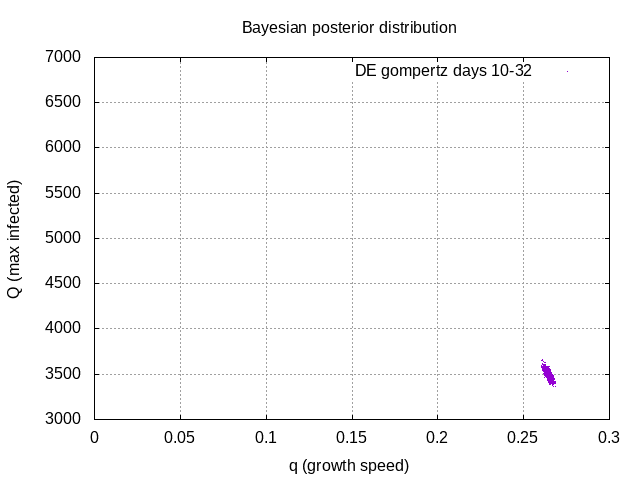 Bayesian posterior distribution
DE gompertz days 10-32
Q (max infected)
7000
6500
6000
5500
5000
4500
4000
3500
3000
0 0.05 0.1 0.15 0.2 0.25 0.3
q (growth speed)